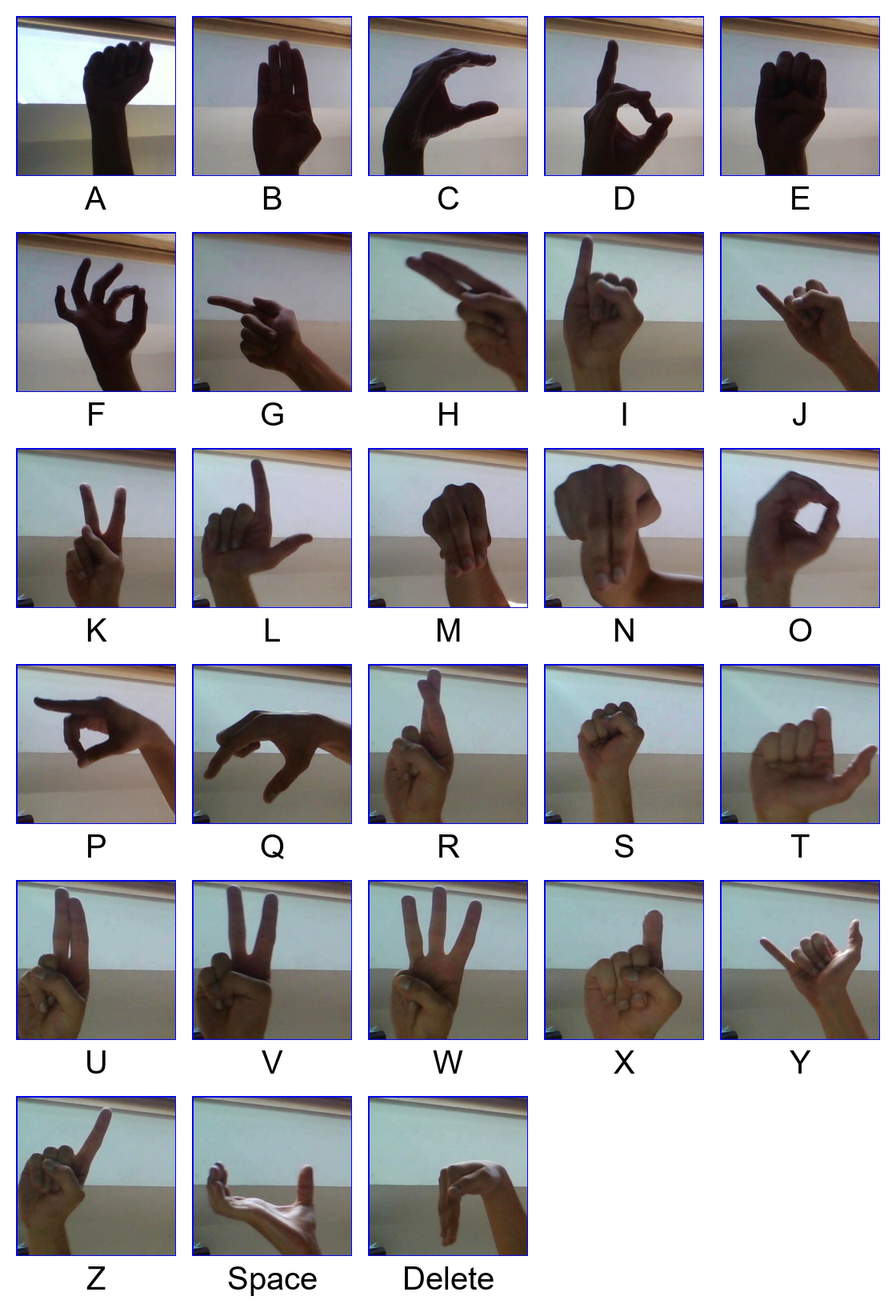 A B C D E
F G H I J
K L M N O
P Q R S T
U V W X Y
Z Space Delete